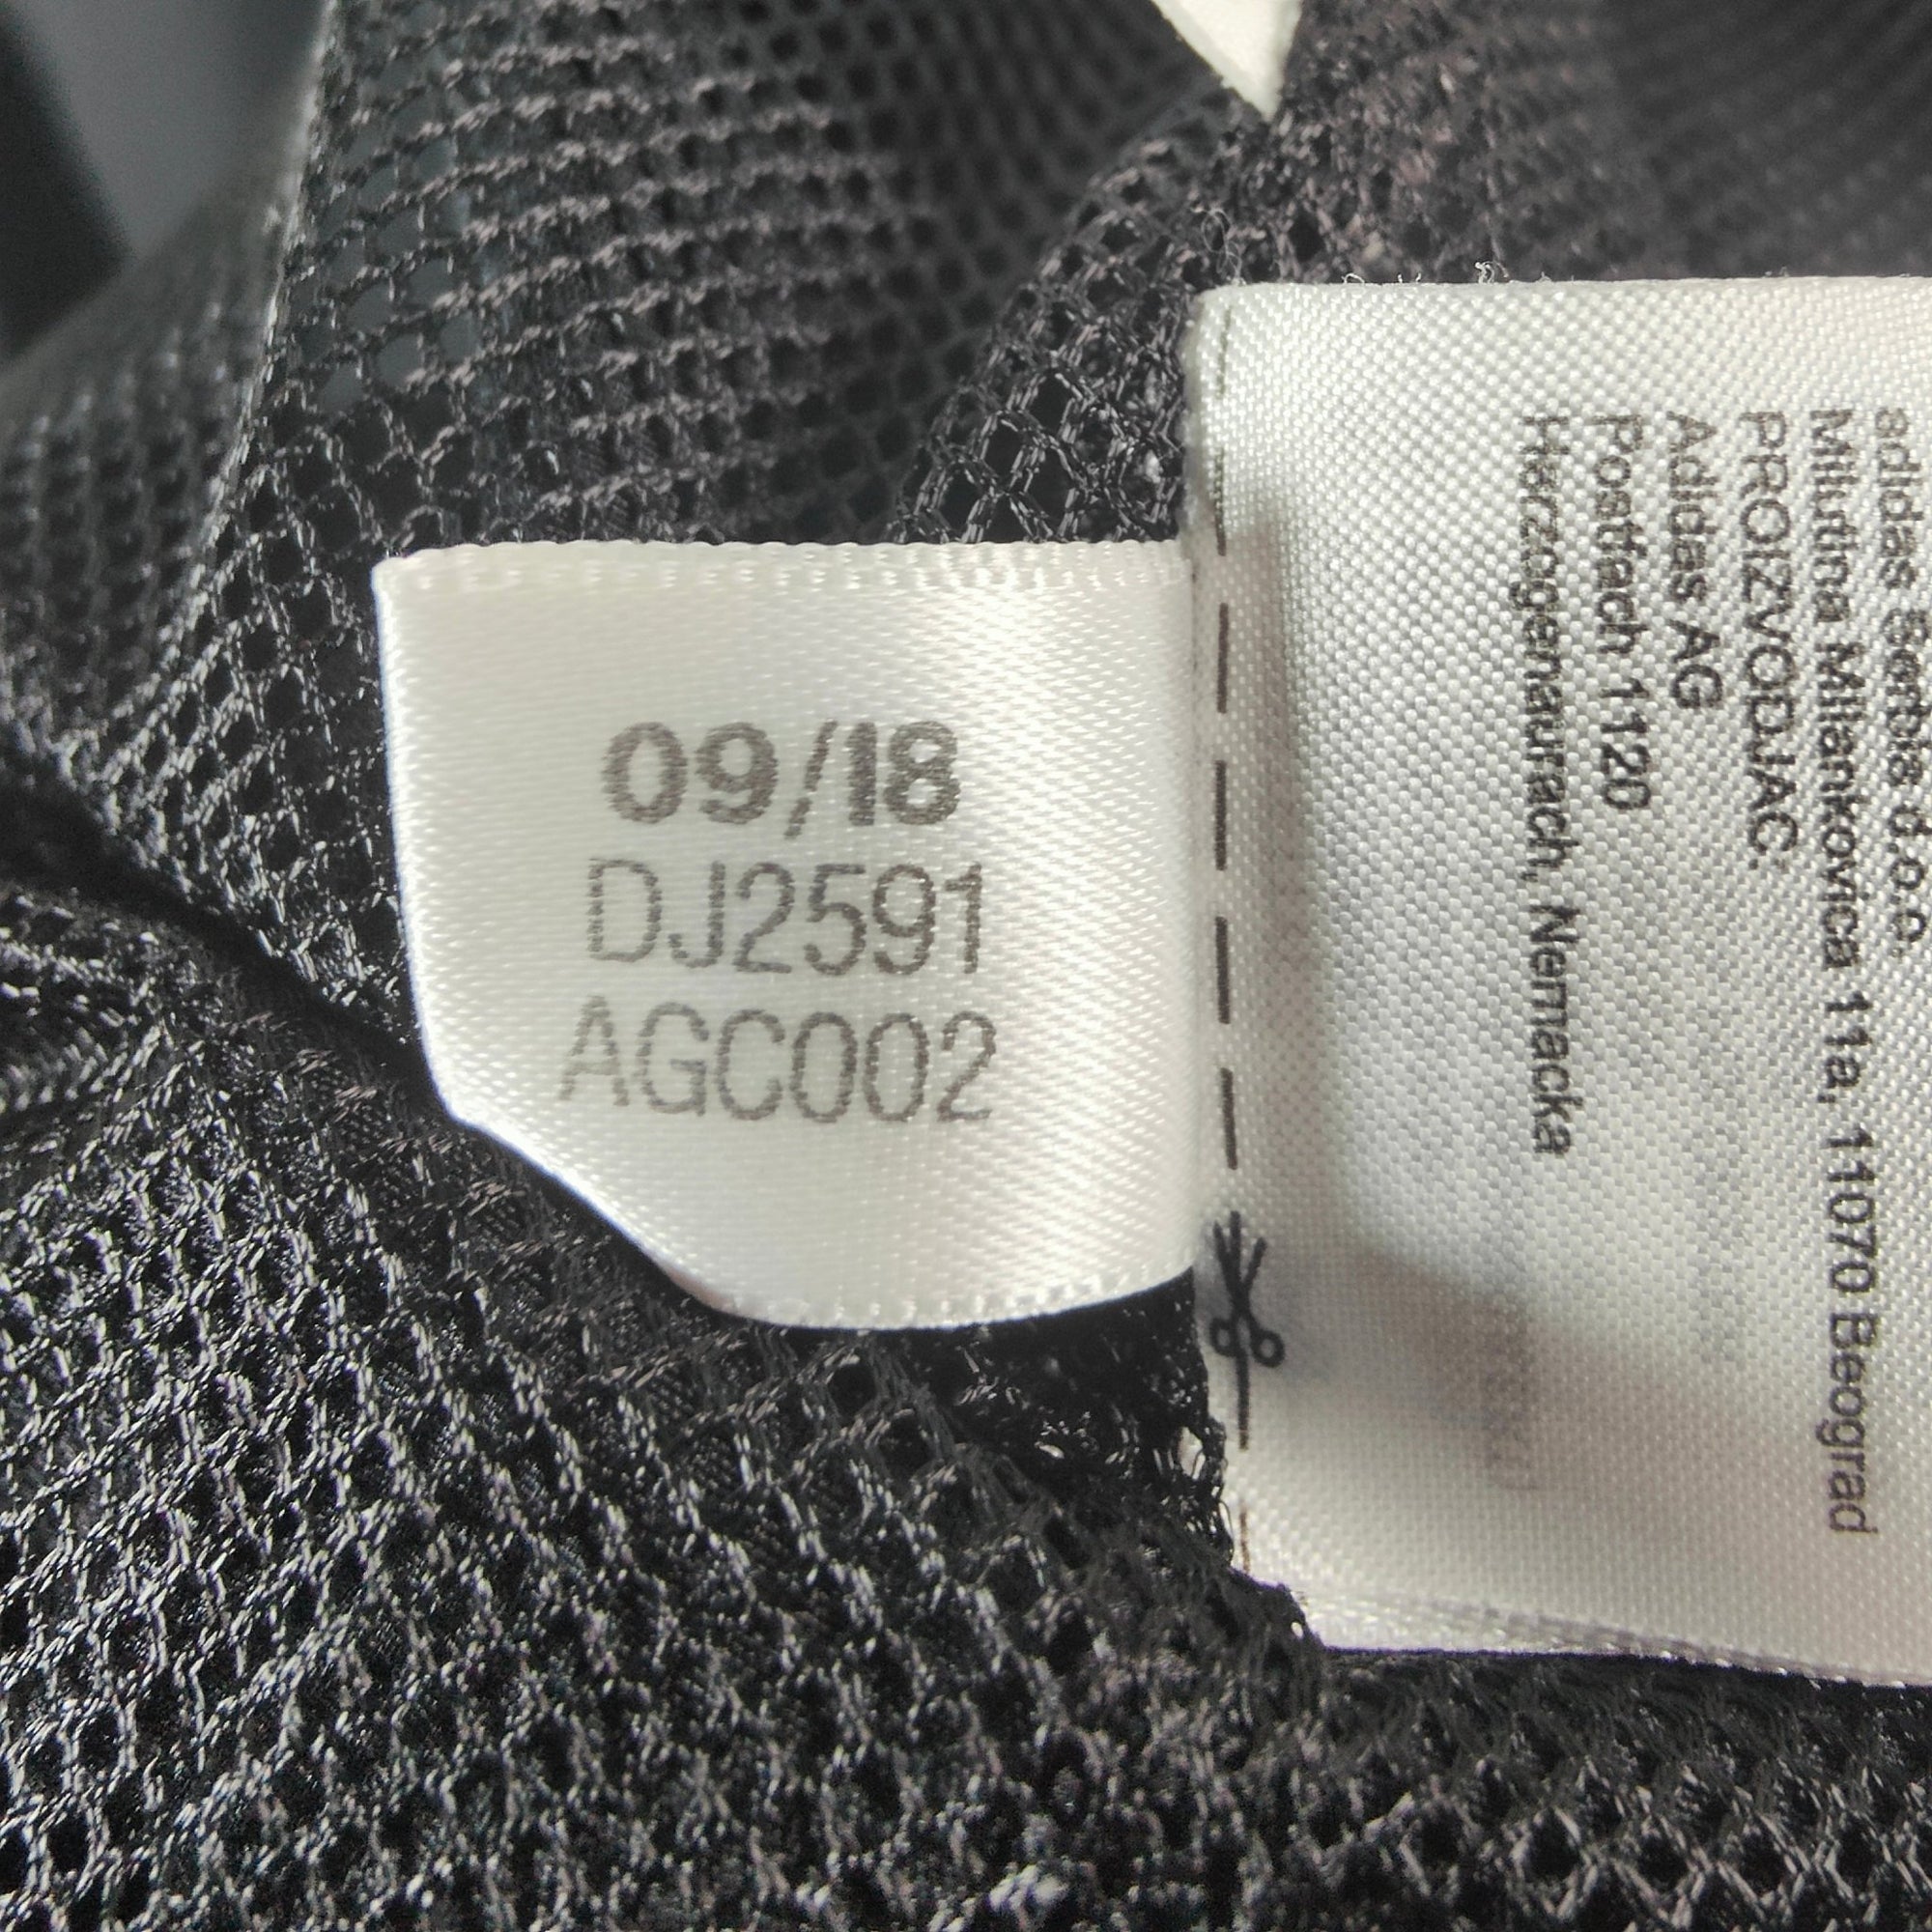 09/18
DJ2591
AGC002
adidas Serbia d.o.o.
Milutina Milankovica 11a, 11070 Beograd
PROIZVODJAC:
Adidas AG
Postfach 1120
Herzogenaurach, Nemacka